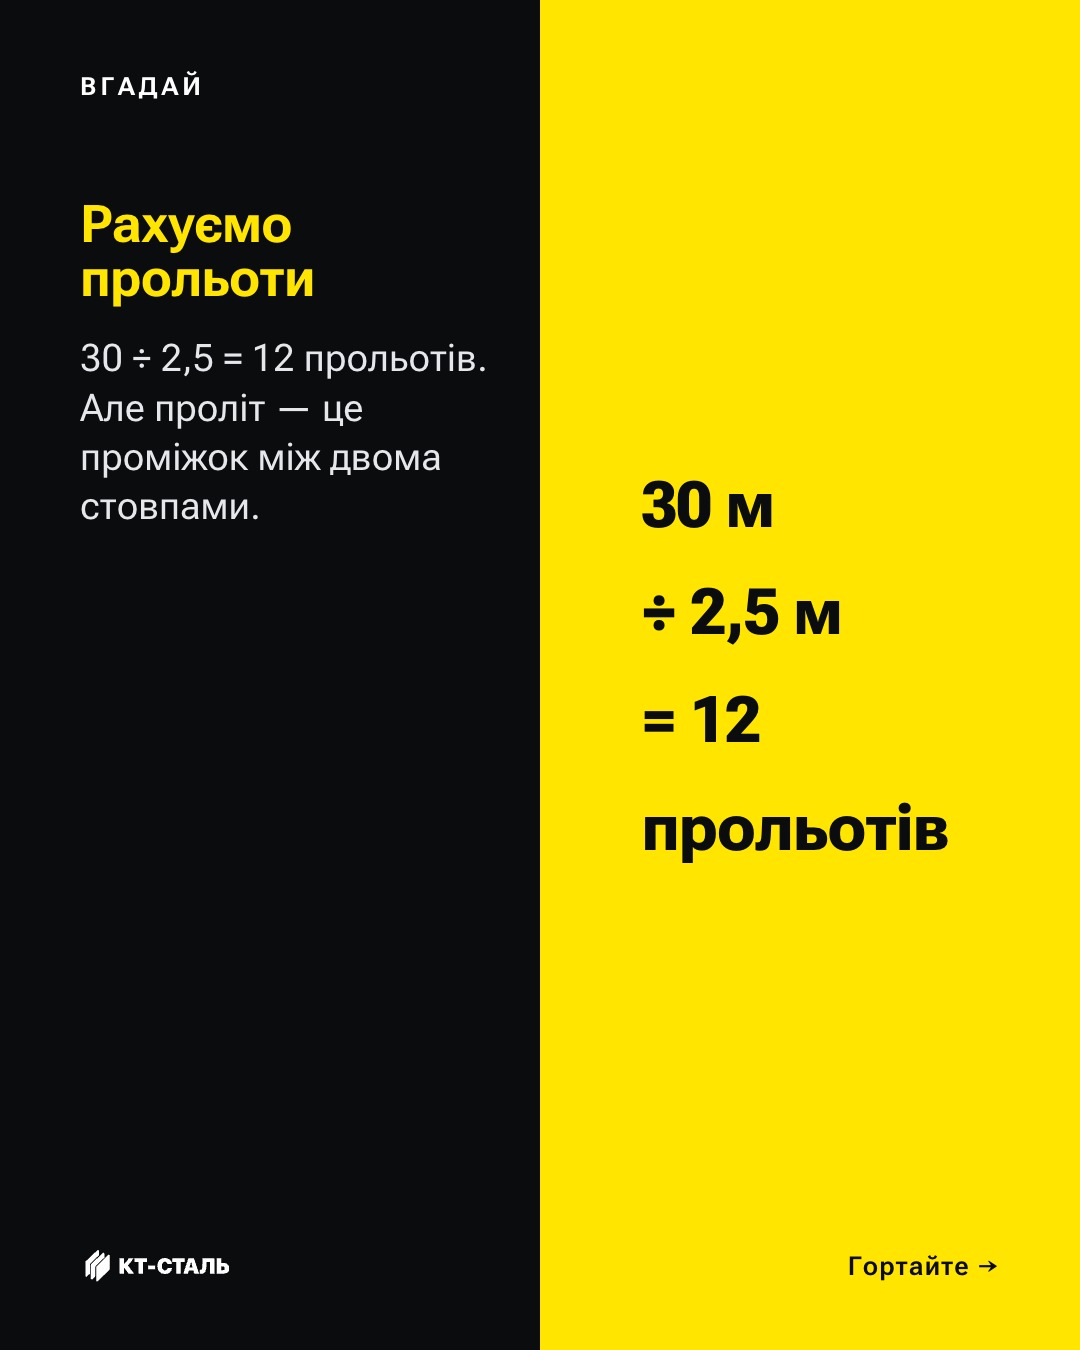 ВГАДАЙ
Рахуємо
прольоти
30 ÷ 2,5 = 12 прольотів.
Але проліт — це
проміжок між двома
стовпами.
30 м
÷ 2,5 м
= 12
прольотів
КТ-СТАЛЬ
Гортайте →